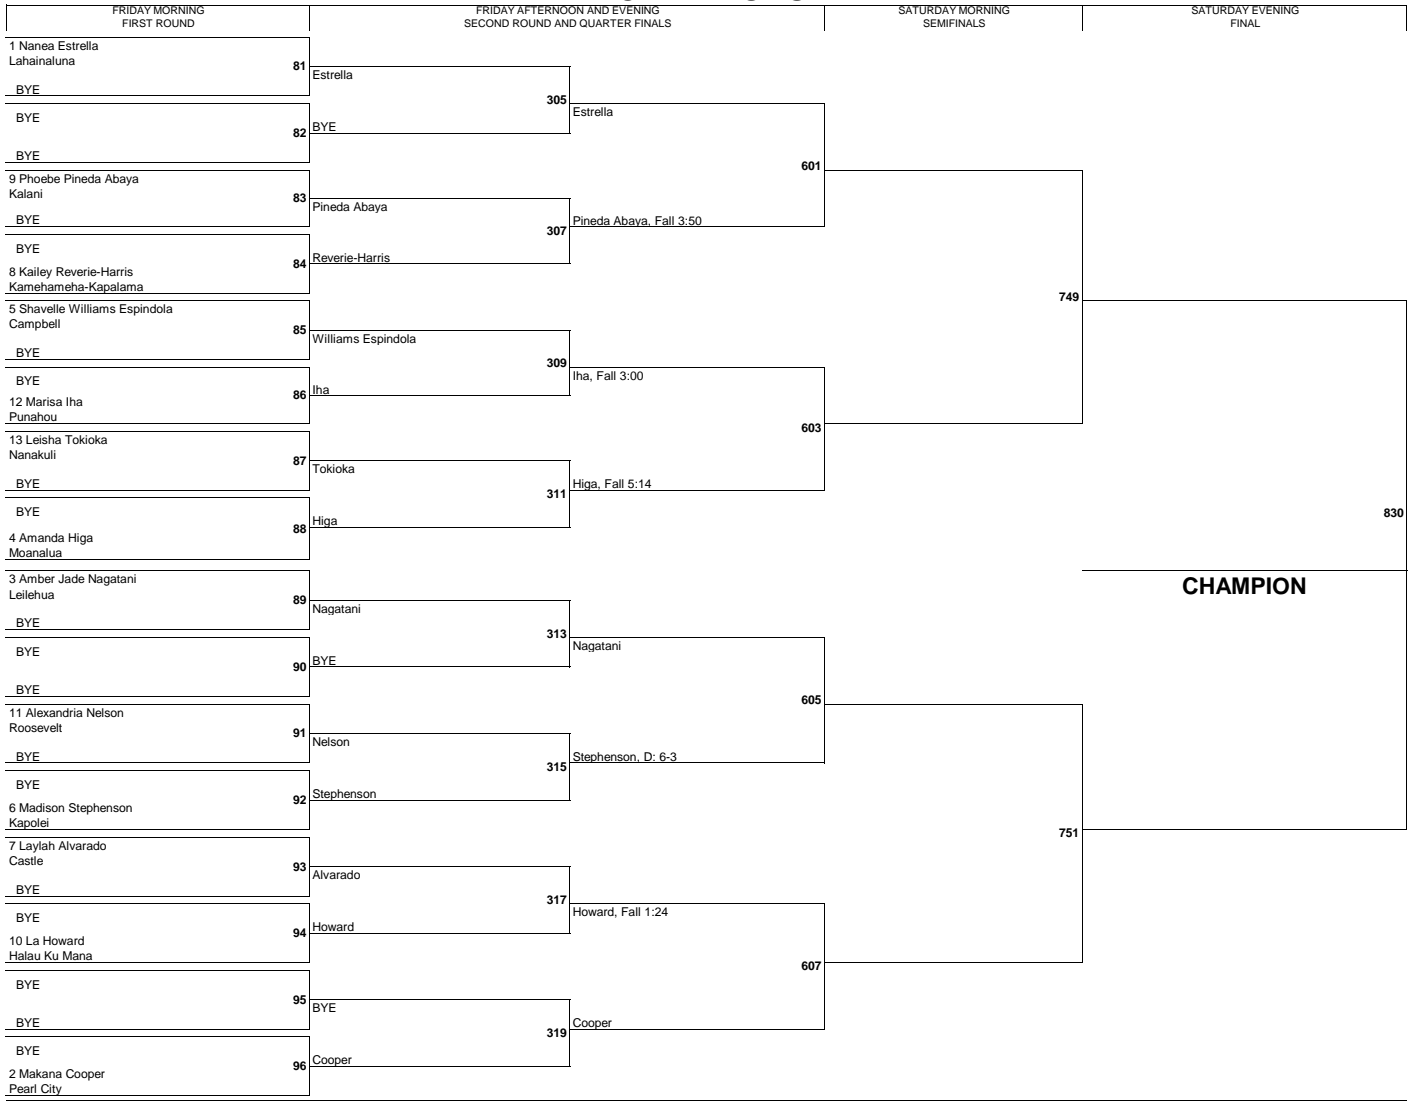 FRIDAY MORNING
FIRST ROUND
FRIDAY AFTERNOON AND EVENING
SECOND ROUND AND QUARTER FINALS
SATURDAY MORNING
SEMIFINALS
SATURDAY EVENING
FINAL
1 Nanea Estrella
Lahainaluna
81
BYE
Estrella
305
BYE
82
BYE
BYE
Estrella
601
9 Phoebe Pineda Abaya
Kalani
83
BYE
Pineda Abaya
307
BYE
84
8 Kailey Reverie-Harris
Kamehameha-Kapalama
Reverie-Harris
Pineda Abaya, Fall 3:50
749
5 Shavelle Williams Espindola
Campbell
85
BYE
Williams Espindola
309
BYE
86
12 Marisa Iha
Punahou
Iha
Iha, Fall 3:00
603
13 Leisha Tokioka
Nanakuli
87
BYE
Tokioka
311
BYE
88
4 Amanda Higa
Moanalua
Higa
Higa, Fall 5:14
830
CHAMPION
3 Amber Jade Nagatani
Leilehua
89
BYE
Nagatani
313
BYE
90
BYE
BYE
Nagatani
605
11 Alexandria Nelson
Roosevelt
91
BYE
Nelson
315
BYE
92
6 Madison Stephenson
Kapolei
Stephenson
Stephenson, D: 6-3
751
7 Laylah Alvarado
Castle
93
BYE
Alvarado
317
BYE
94
10 La Howard
Halau Ku Mana
Howard
Howard, Fall 1:24
607
BYE
95
BYE
BYE
319
BYE
96
2 Makana Cooper
Pearl City
Cooper
Cooper